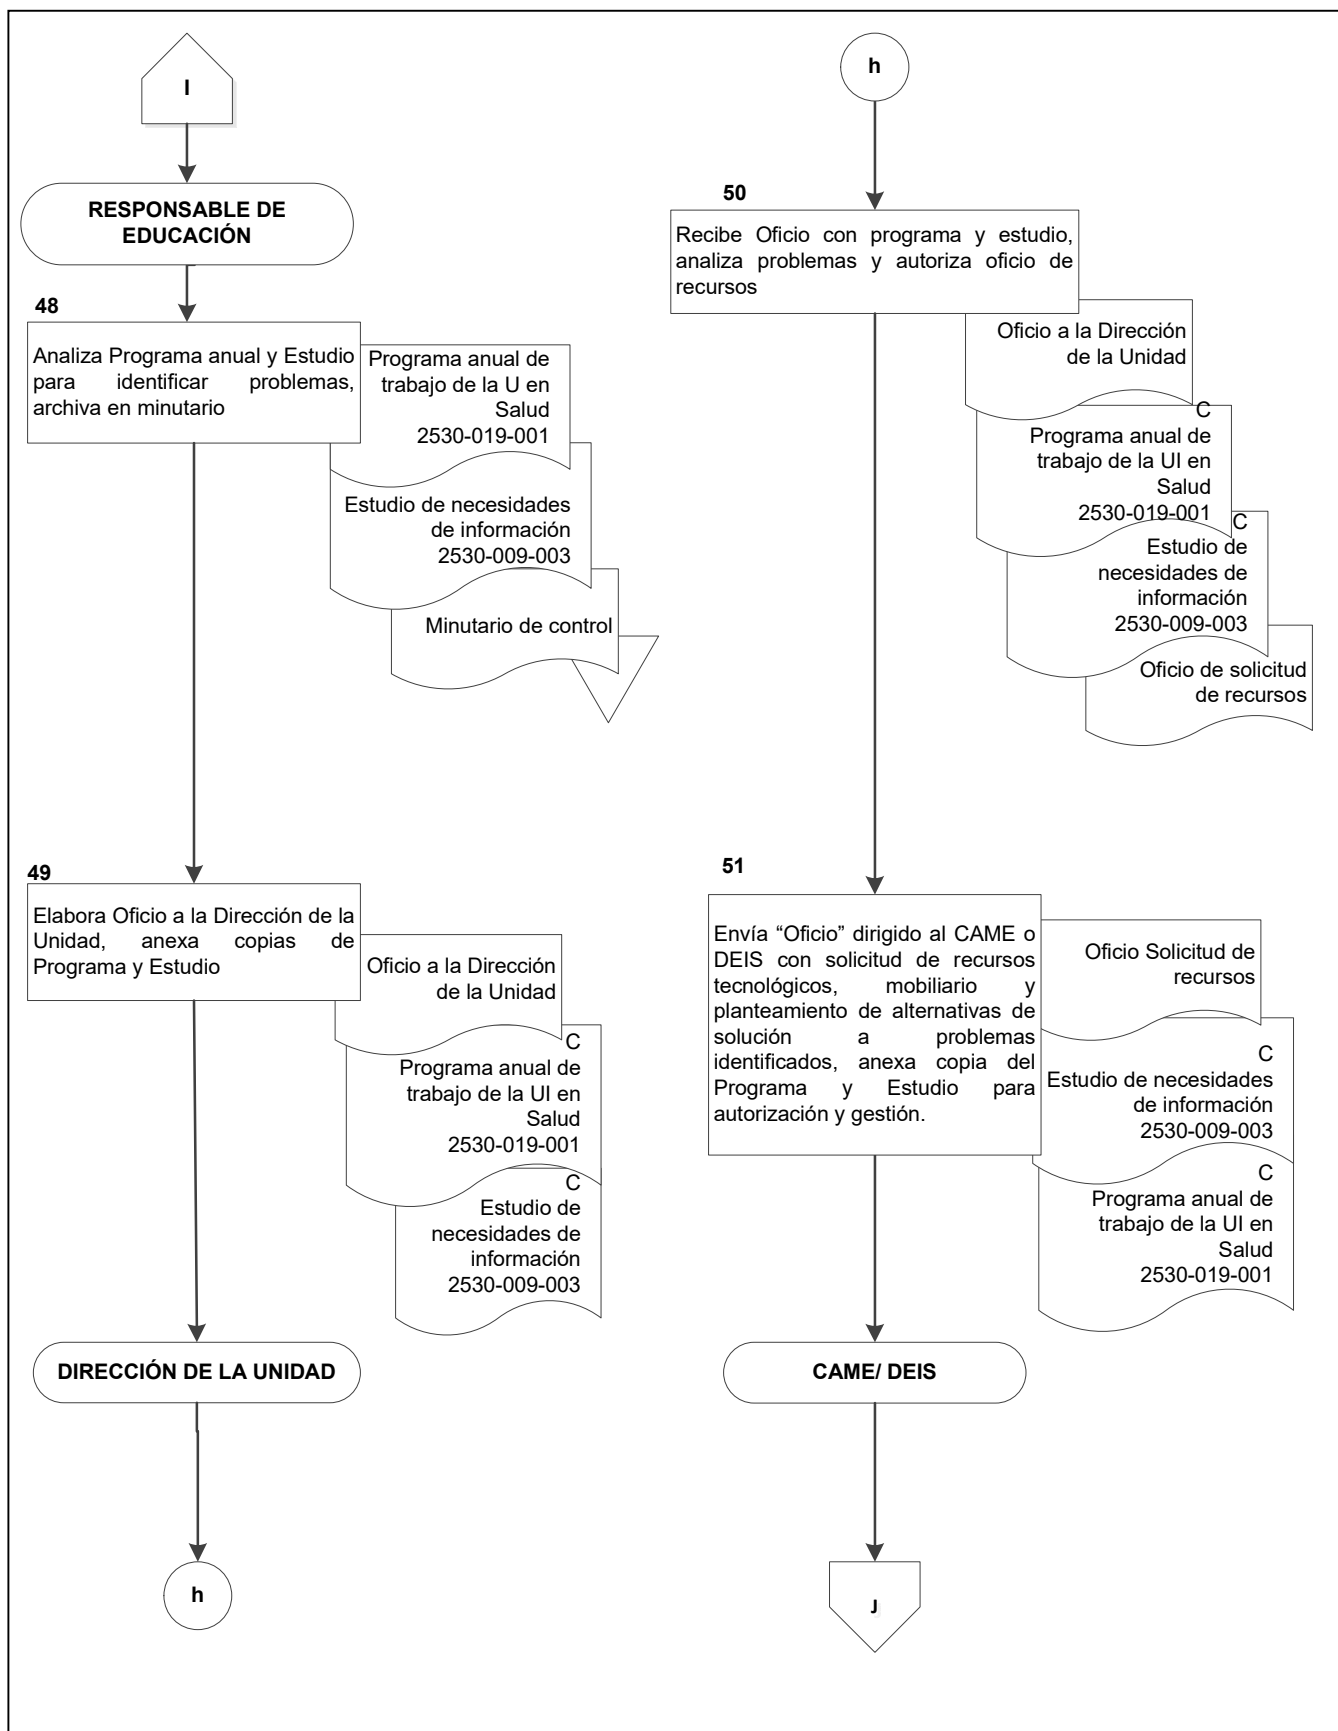 I
RESPONSABLE DE
EDUCACIÓN
48
Analiza Programa anual y Estudio
para identificar problemas,
archiva en minutario
Programa anual de
trabajo de la U en
Salud
2530-019-001
Estudio de necesidades
de información
2530-009-003
Minutario de control
49
Elabora Oficio a la Dirección de la
Unidad, anexa copias de
Programa y Estudio
Oficio a la Dirección
de la Unidad
C
Programa anual de
trabajo de la UI en
Salud
2530-019-001
C
Estudio de
necesidades de
información
2530-009-003
DIRECCIÓN DE LA UNIDAD
h
h
50
Recibe Oficio con programa y estudio,
analiza problemas y autoriza oficio de
recursos
Oficio a la Dirección
de la Unidad
C
Programa anual de
trabajo de la UI en
Salud
2530-019-001
C
Estudio de
necesidades de
información
2530-009-003
Oficio de solicitud
de recursos
51
Envía “Oficio” dirigido al CAME o
DEIS con solicitud de recursos
tecnológicos, mobiliario y
planteamiento de alternativas de
solución a problemas
identificados, anexa copia del
Programa y Estudio para
autorización y gestión.
Oficio Solicitud de
recursos
C
Estudio de necesidades
de información
2530-009-003
C
Programa anual de
trabajo de la UI en
Salud
2530-019-001
CAME/ DEIS
J